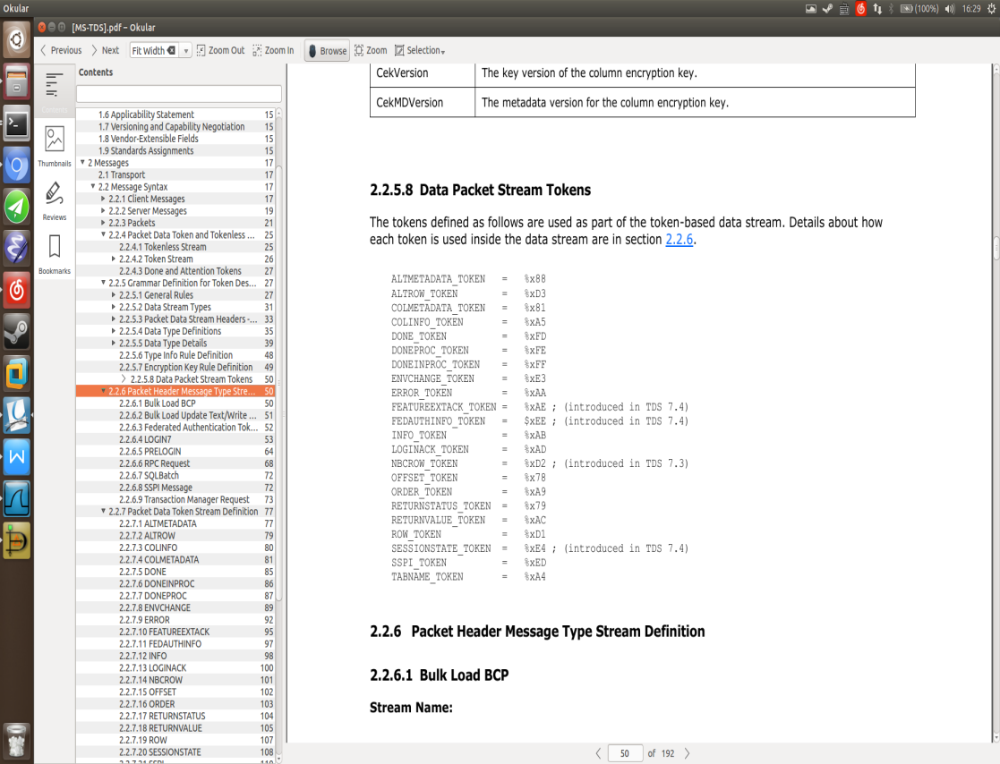 Okular
(100%) 16:29
[MS-TDS].pdf – Okular
Previous Next Fit Width Zoom Out Zoom In Browse Zoom Selection
Contents
Thumbnails
Reviews
Bookmarks
1.6 Applicability Statement 15
1.7 Versioning and Capability Negotiation 15
1.8 Vendor-Extensible Fields 15
1.9 Standards Assignments 15
2 Messages 17
2.1 Transport 17
2.2 Message Syntax 17
2.2.1 Client Messages 17
2.2.2 Server Messages 19
2.2.3 Packets 21
2.2.4 Packet Data Token and Tokenless ... 25
2.2.4.1 Tokenless Stream 25
2.2.4.2 Token Stream 26
2.2.4.3 Done and Attention Tokens 27
2.2.5 Grammar Definition for Token Des... 27
2.2.5.1 General Rules 27
2.2.5.2 Data Stream Types 31
2.2.5.3 Packet Data Stream Headers -... 33
2.2.5.4 Data Type Definitions 35
2.2.5.5 Data Type Details 39
2.2.5.6 Type Info Rule Definition 48
2.2.5.7 Encryption Key Rule Definition 49
2.2.5.8 Data Packet Stream Tokens 50
2.2.6 Packet Header Message Type Stre... 50
2.2.6.1 Bulk Load BCP 50
2.2.6.2 Bulk Load Update Text/Write ... 51
2.2.6.3 Federated Authentication Tok... 52
2.2.6.4 LOGIN7 53
2.2.6.5 PRELOGIN 64
2.2.6.6 RPC Request 68
2.2.6.7 SQLBatch 72
2.2.6.8 SSPI Message 72
2.2.6.9 Transaction Manager Request 73
2.2.7 Packet Data Token Stream Definition 77
2.2.7.1 ALTMETADATA 77
2.2.7.2 ALTROW 79
2.2.7.3 COLINFO 80
2.2.7.4 COLMETADATA 81
2.2.7.5 DONE 85
2.2.7.6 DONEINPROC 86
2.2.7.7 DONEPROC 87
2.2.7.8 ENVCHANGE 89
2.2.7.9 ERROR 92
2.2.7.10 FEATUREEXTACK 95
2.2.7.11 FEDAUTHINFO 97
2.2.7.12 INFO 98
2.2.7.13 LOGINACK 100
2.2.7.14 NBCROW 101
2.2.7.15 OFFSET 102
2.2.7.16 ORDER 103
2.2.7.17 RETURNSTATUS 104
2.2.7.18 RETURNVALUE 105
2.2.7.19 ROW 107
2.2.7.20 SESSIONSTATE 108
CekVersion The key version of the column encryption key.
CekMDVersion The metadata version for the column encryption key.
2.2.5.8 Data Packet Stream Tokens
The tokens defined as follows are used as part of the token-based data stream. Details about how
each token is used inside the data stream are in section 2.2.6.
ALTMETADATA_TOKEN = %x88
ALTROW_TOKEN = %xD3
COLMETADATA_TOKEN = %x81
COLINFO_TOKEN = %xA5
DONE_TOKEN = %xFD
DONEPROC_TOKEN = %xFE
DONEINPROC_TOKEN = %xFF
ENVCHANGE_TOKEN = %xE3
ERROR_TOKEN = %xAA
FEATUREEXTACK_TOKEN = %xAE ; (introduced in TDS 7.4)
FEDAUTHINFO_TOKEN = $xEE ; (introduced in TDS 7.4)
INFO_TOKEN = %xAB
LOGINACK_TOKEN = %xAD
NBCROW_TOKEN = %xD2 ; (introduced in TDS 7.3)
OFFSET_TOKEN = %x78
ORDER_TOKEN = %xA9
RETURNSTATUS_TOKEN = %x79
RETURNVALUE_TOKEN = %xAC
ROW_TOKEN = %xD1
SESSIONSTATE_TOKEN = %xE4 ; (introduced in TDS 7.4)
SSPI_TOKEN = %xED
TABNAME_TOKEN = %xA4
2.2.6 Packet Header Message Type Stream Definition
2.2.6.1 Bulk Load BCP
Stream Name:
50 of 192